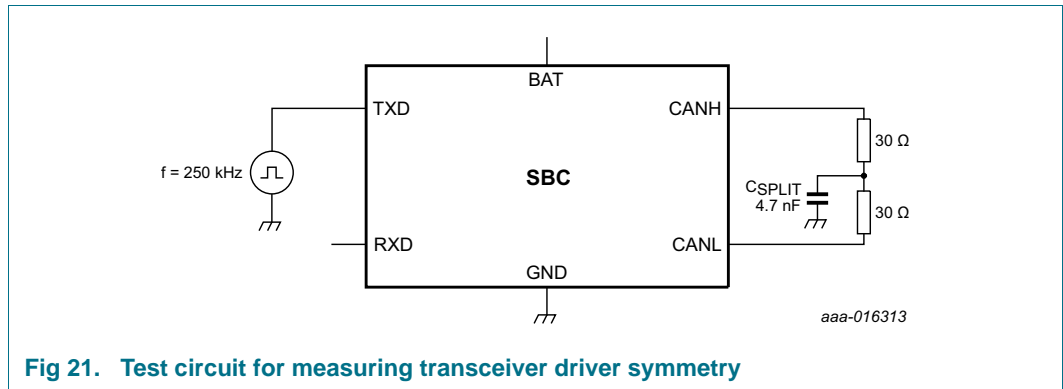 BAT
TXD
CANH
30 Ω
f = 250 kHz
SBC
CSPLIT
4.7 nF
30 Ω
RXD
CANL
GND
aaa-016313
Fig 21. Test circuit for measuring transceiver driver symmetry